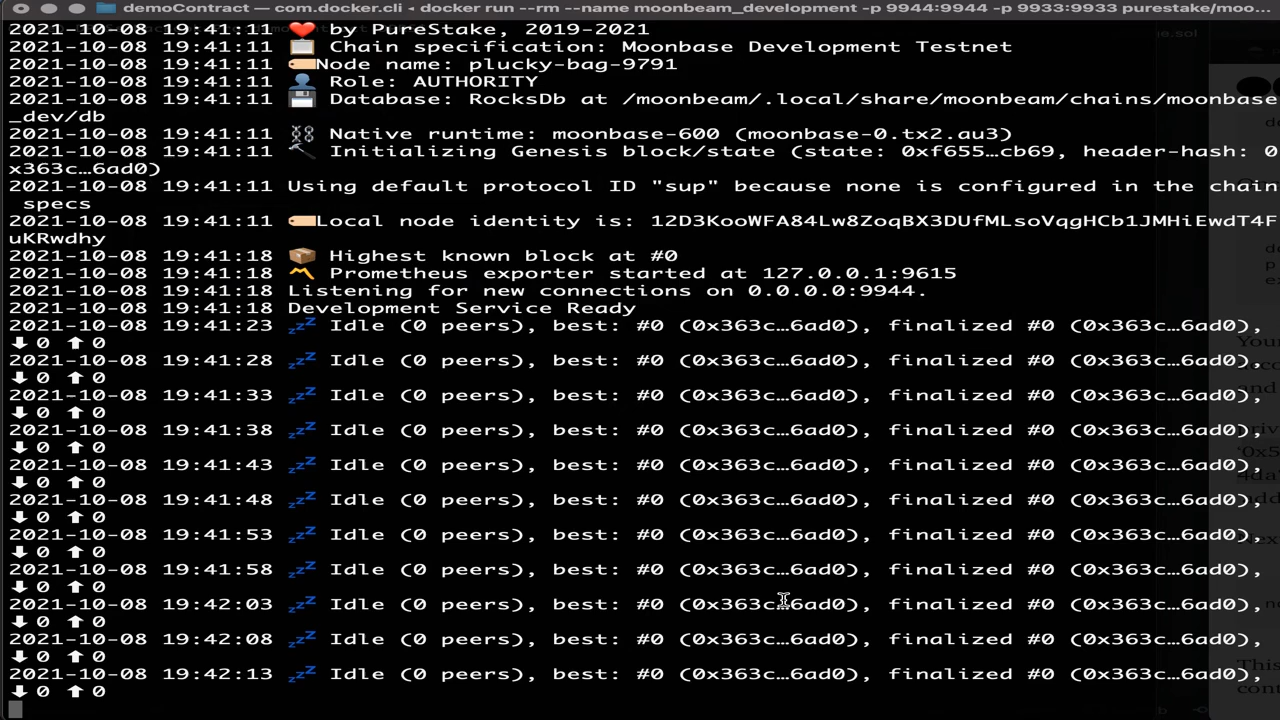 demoContract — com.docker.cli ◂ docker run --rm --name moonbeam_development -p 9944:9944 -p 9933:9933 purestake/moo...
2021-10-08 19:41:11 ❤️ by PureStake, 2019-2021
2021-10-08 19:41:11 📋 Chain specification: Moonbase Development Testnet
2021-10-08 19:41:11 🏷Node name: plucky-bag-9791
2021-10-08 19:41:11 👤 Role: AUTHORITY
2021-10-08 19:41:11 💾 Database: RocksDb at /moonbeam/.local/share/moonbeam/chains/moonbase
_dev/db
2021-10-08 19:41:11 ⛓ Native runtime: moonbase-600 (moonbase-0.tx2.au3)
2021-10-08 19:41:11 🔨 Initializing Genesis block/state (state: 0xf655…cb69, header-hash: 0
x363c…6ad0)
2021-10-08 19:41:11 Using default protocol ID "sup" because none is configured in the chain
specs
2021-10-08 19:41:11 🏷Local node identity is: 12D3KooWFA84Lw8ZoqBX3DUfMLsoVqgHCb1JMHiEwdT4F
uKRwdhy
2021-10-08 19:41:18 📦 Highest known block at #0
2021-10-08 19:41:18 〽️ Prometheus exporter started at 127.0.0.1:9615
2021-10-08 19:41:18 Listening for new connections on 0.0.0.0:9944.
2021-10-08 19:41:18 Development Service Ready
2021-10-08 19:41:23 💤 Idle (0 peers), best: #0 (0x363c…6ad0), finalized #0 (0x363c…6ad0),
⬇ 0 ⬆ 0
2021-10-08 19:41:28 💤 Idle (0 peers), best: #0 (0x363c…6ad0), finalized #0 (0x363c…6ad0),
⬇ 0 ⬆ 0
2021-10-08 19:41:33 💤 Idle (0 peers), best: #0 (0x363c…6ad0), finalized #0 (0x363c…6ad0),
⬇ 0 ⬆ 0
2021-10-08 19:41:38 💤 Idle (0 peers), best: #0 (0x363c…6ad0), finalized #0 (0x363c…6ad0),
⬇ 0 ⬆ 0
2021-10-08 19:41:43 💤 Idle (0 peers), best: #0 (0x363c…6ad0), finalized #0 (0x363c…6ad0),
⬇ 0 ⬆ 0
2021-10-08 19:41:48 💤 Idle (0 peers), best: #0 (0x363c…6ad0), finalized #0 (0x363c…6ad0),
⬇ 0 ⬆ 0
2021-10-08 19:41:53 💤 Idle (0 peers), best: #0 (0x363c…6ad0), finalized #0 (0x363c…6ad0),
⬇ 0 ⬆ 0
2021-10-08 19:41:58 💤 Idle (0 peers), best: #0 (0x363c…6ad0), finalized #0 (0x363c…6ad0),
⬇ 0 ⬆ 0
2021-10-08 19:42:03 💤 Idle (0 peers), best: #0 (0x363c…6ad0), finalized #0 (0x363c…6ad0),
⬇ 0 ⬆ 0
2021-10-08 19:42:08 💤 Idle (0 peers), best: #0 (0x363c…6ad0), finalized #0 (0x363c…6ad0),
⬇ 0 ⬆ 0
2021-10-08 19:42:13 💤 Idle (0 peers), best: #0 (0x363c…6ad0), finalized #0 (0x363c…6ad0),
⬇ 0 ⬆ 0